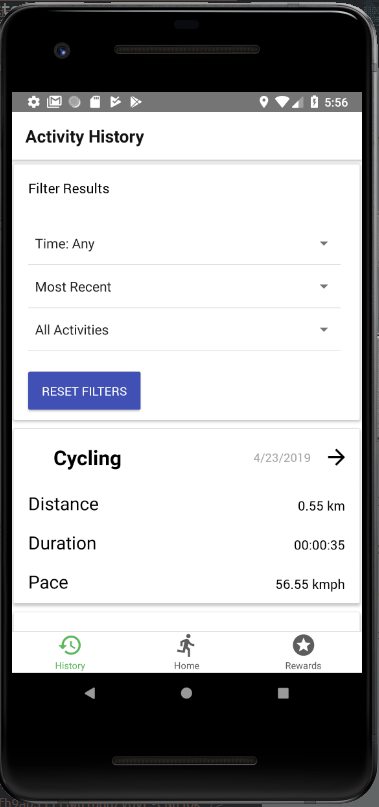 5:56
Activity History
Filter Results
Time: Any
Most Recent
All Activities
RESET FILTERS
Cycling 4/23/2019
Distance 0.55 km
Duration 00:00:35
Pace 56.55 kmph
History Home Rewards